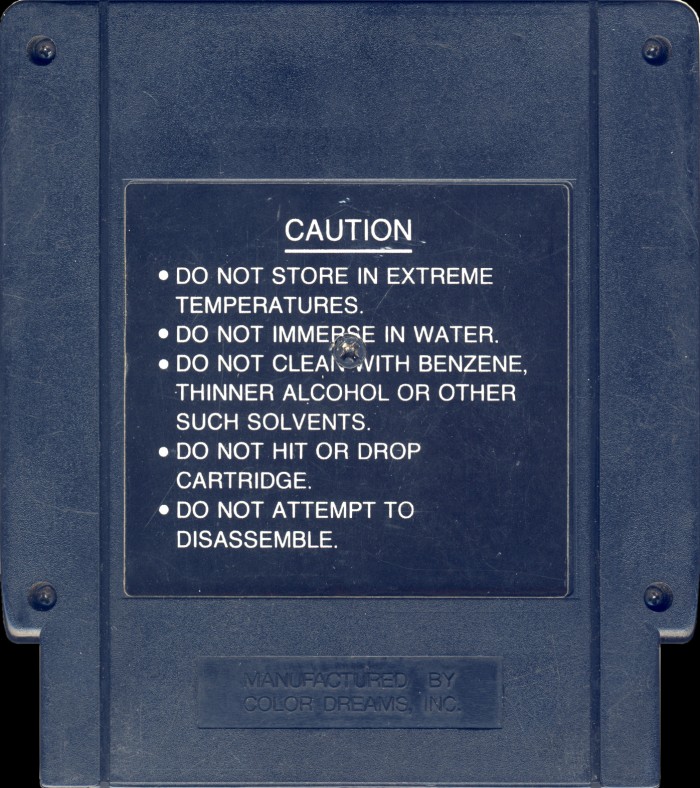 CAUTION
• DO NOT STORE IN EXTREME
TEMPERATURES.
• DO NOT IMMERSE IN WATER.
• DO NOT CLEAN WITH BENZENE,
THINNER ALCOHOL OR OTHER
SUCH SOLVENTS.
• DO NOT HIT OR DROP
CARTRIDGE.
• DO NOT ATTEMPT TO
DISASSEMBLE.
MANUFACTURED BY
COLOR DREAMS, INC.